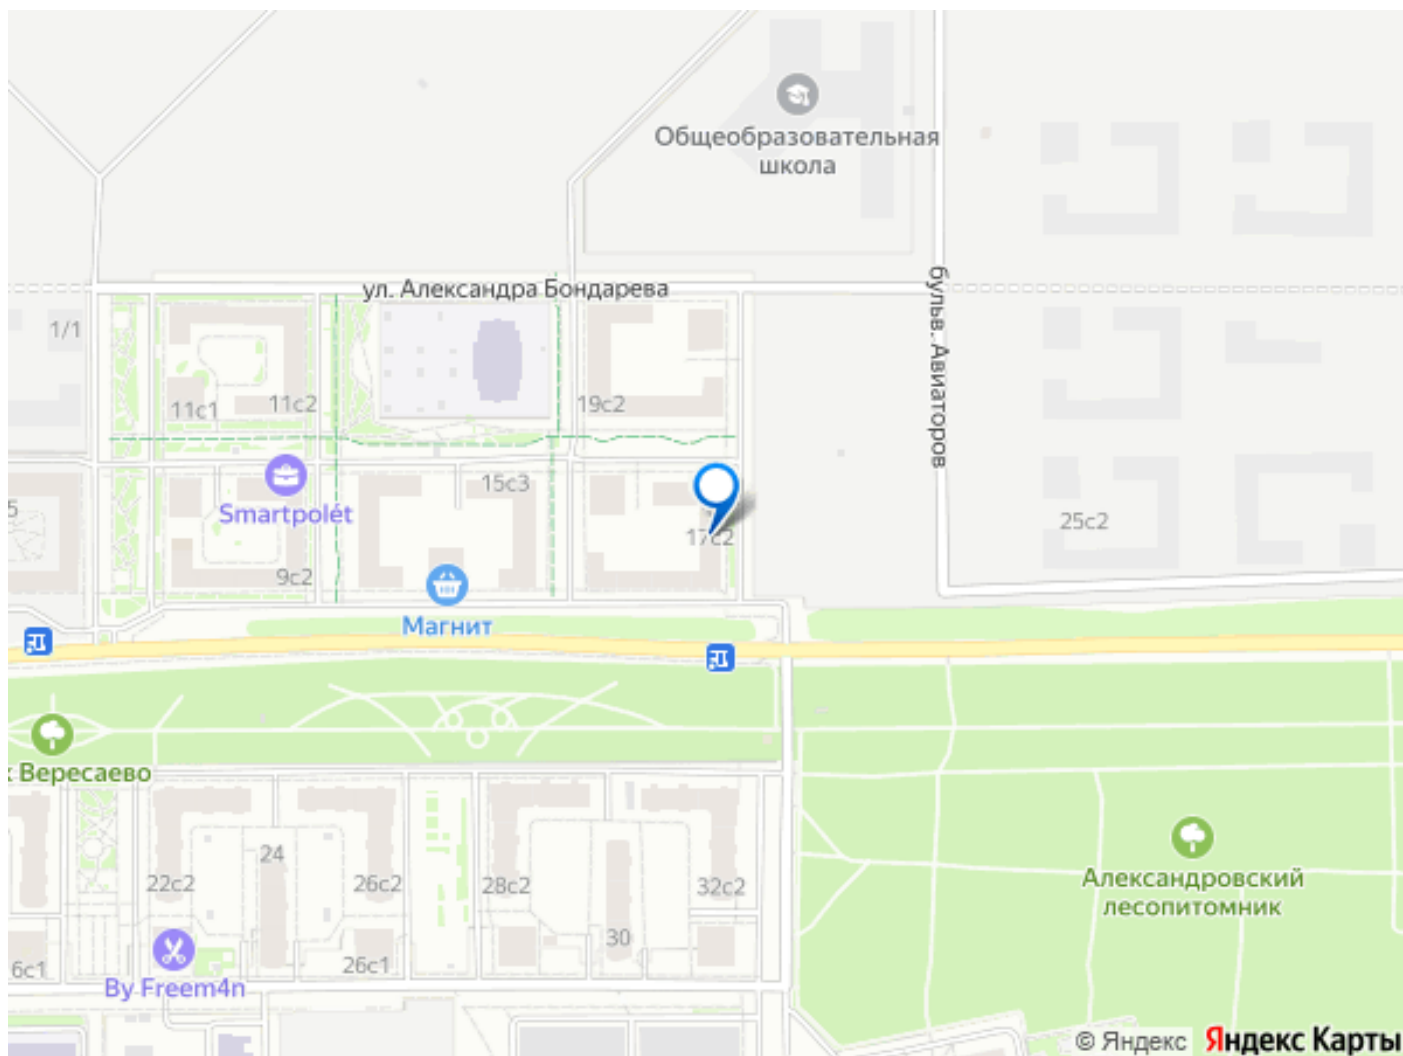 Общеобразовательная
школа
ул. Александра Бондарева
бульв. Авиаторов
1/1
11с1
11с2
19с2
15с3
Smartpolét
5
17с2
25с2
9с2
Магнит
к Вересаево
24
22с2
26с2
28с2
32с2
Александровский
лесопитомник
30
6с1
26с1
By Freem4n
© Яндекс Яндекс Карты